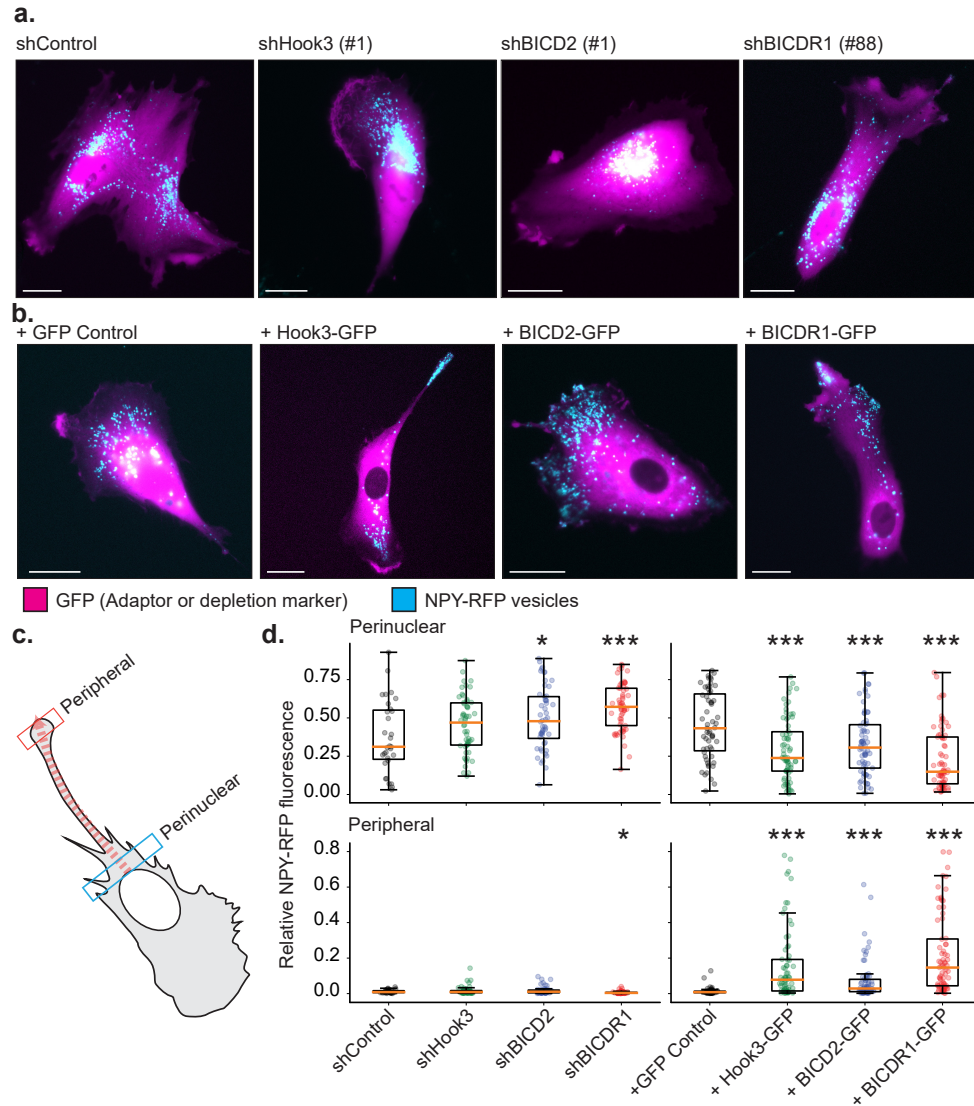 a.
shControl
shHook3 (#1)
shBICD2 (#1)
shBICDR1 (#88)
b.
+ GFP Control
+ Hook3-GFP
+ BICD2-GFP
+ BICDR1-GFP
GFP (Adaptor or depletion marker)
NPY-RFP vesicles
c.
Peripheral
Perinuclear
d.
Relative NPY-RFP fluorescence
Perinuclear
* *** *** *** ***
0.75
0.50
0.25
0.00
Peripheral
* *** *** ***
0.8
0.6
0.4
0.2
0.0
shControl
shHook3
shBICD2
shBICDR1
+GFP Control
+ Hook3-GFP
+ BICD2-GFP
+ BICDR1-GFP